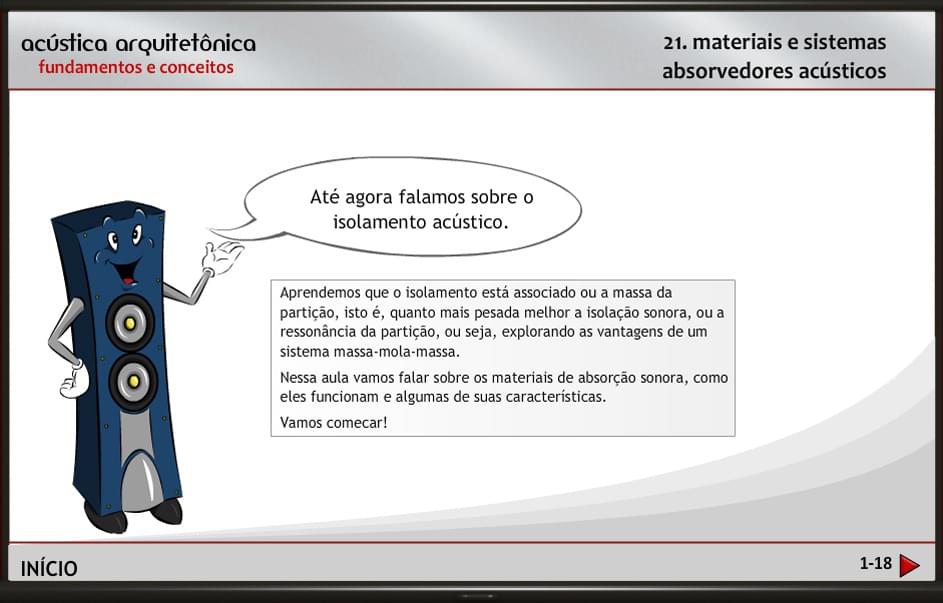 acústica arquitetônica
fundamentos e conceitos
21. materiais e sistemas
absorvedores acústicos
Até agora falamos sobre o
isolamento acústico.
Aprendemos que o isolamento está associado ou a massa da
partição, isto é, quanto mais pesada melhor a isolação sonora, ou a
ressonância da partição, ou seja, explorando as vantagens de um
sistema massa-mola-massa.
Nessa aula vamos falar sobre os materiais de absorção sonora, como
eles funcionam e algumas de suas características.
Vamos comecar!
INÍCIO
1-18